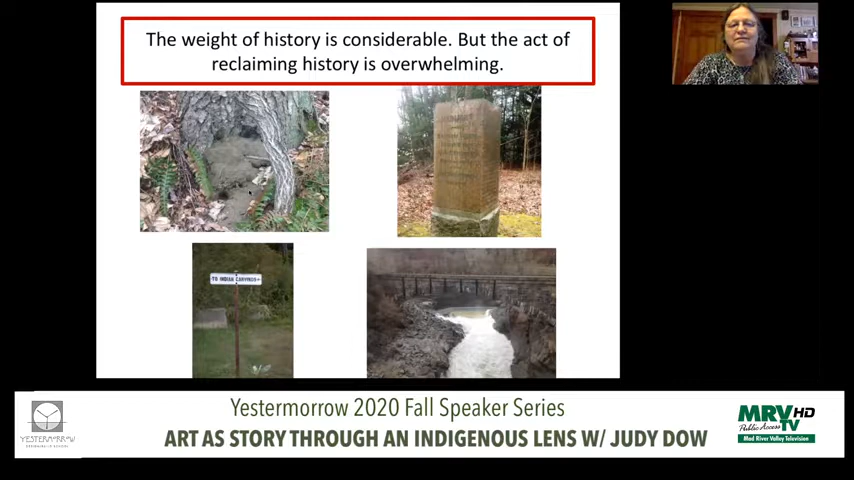 The weight of history is considerable. But the act of
reclaiming history is overwhelming.
TO INDIAN CARVINGS
Yestermorrow 2020 Fall Speaker Series
ART AS STORY THROUGH AN INDIGENOUS LENS W/ JUDY DOW
YESTERMORROW
MRV HD
TV
Public Access
Mad River Valley Television